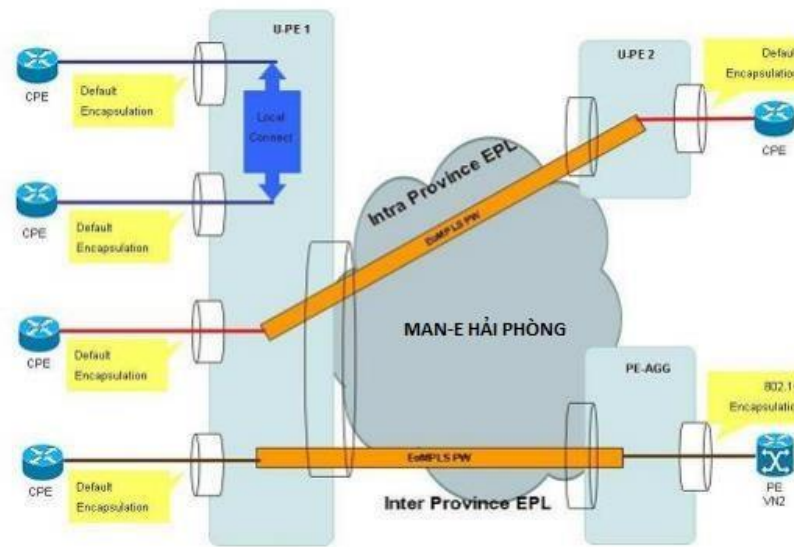 U-PE 1
CPE
Default
Encapsulation
Local
Connect
CPE
Default
Encapsulation
CPE
Default
Encapsulation
CPE
Default
Encapsulation
U-PE 2
Default
Encapsulation
CPE
Intra Province EPL
EoMPLS PW
MAN-E HẢI PHÒNG
PE-AGG
802.1
Encapsulation
EoMPLS PW
Inter Province EPL
PE
VN2